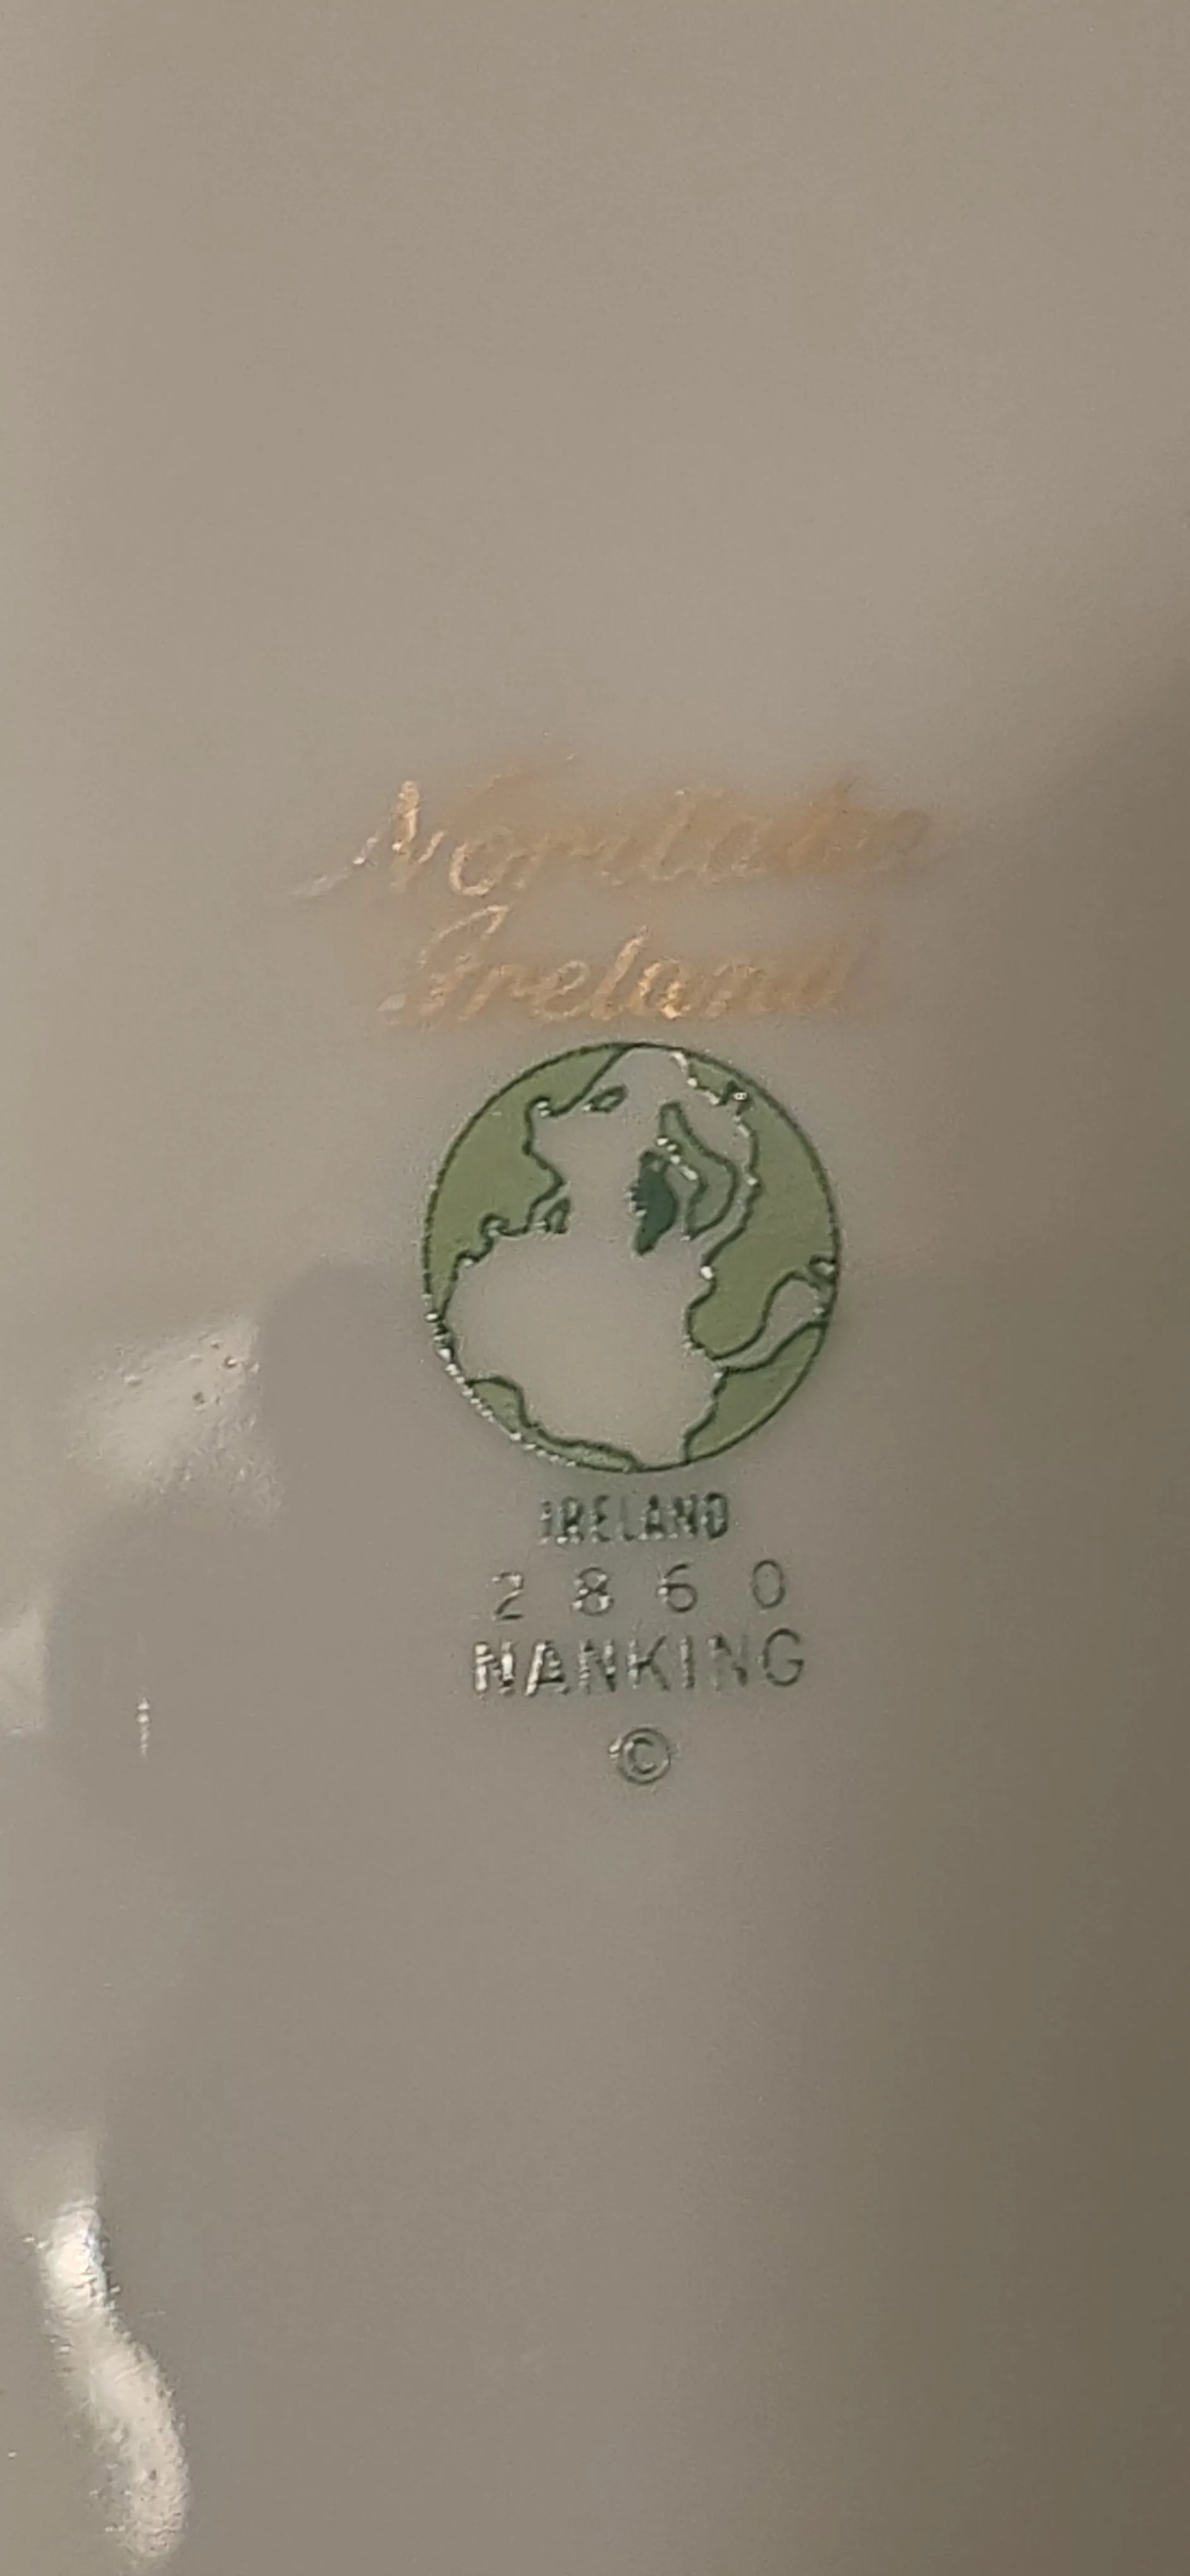 Noritake
Ireland
IRELAND
2860
NANKING
©